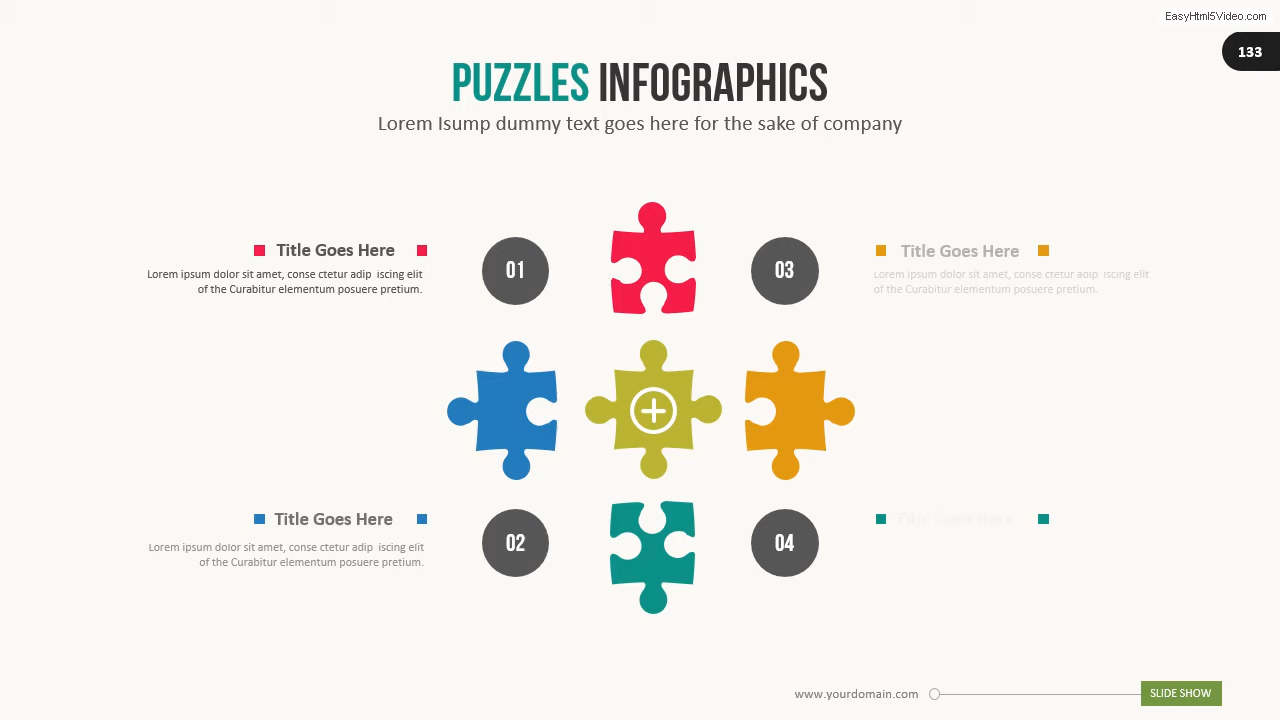 EasyHtml5Video.com
133
PUZZLES INFOGRAPHICS
Lorem Isump dummy text goes here for the sake of company
Title Goes Here
Lorem ipsum dolor sit amet, conse ctetur adip iscing elit
of the Curabitur elementum posuere pretium.
01
03
Title Goes Here
Lorem ipsum dolor sit amet, conse ctetur adip iscing elit
of the Curabitur elementum posuere pretium.
Title Goes Here
Lorem ipsum dolor sit amet, conse ctetur adip iscing elit
of the Curabitur elementum posuere pretium.
02
04
Title Goes Here
www.yourdomain.com
SLIDE SHOW